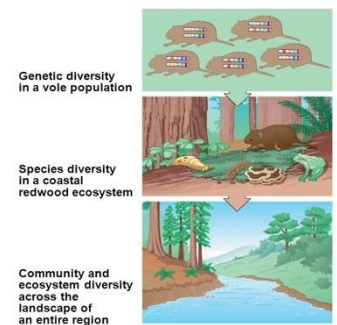 Genetic diversity
in a vole population
Species diversity
in a coastal
redwood ecosystem
Community and
ecosystem diversity
across the
landscape of
an entire region